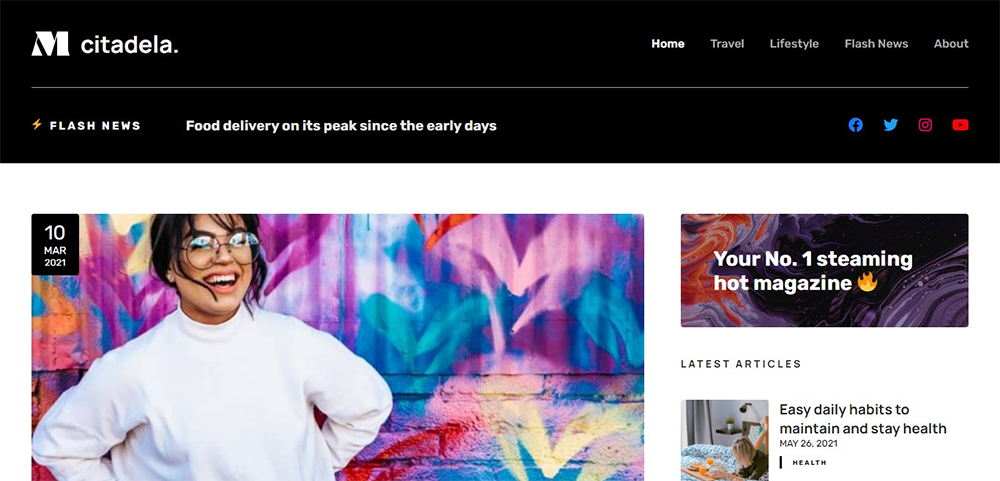 M citadela.
Home Travel Lifestyle Flash News About
⚡ FLASH NEWS
Food delivery on its peak since the early days
10
MAR
2021
Your No. 1 steaming
hot magazine 🔥
LATEST ARTICLES
Easy daily habits to
maintain and stay health
MAY 26, 2021
HEALTH